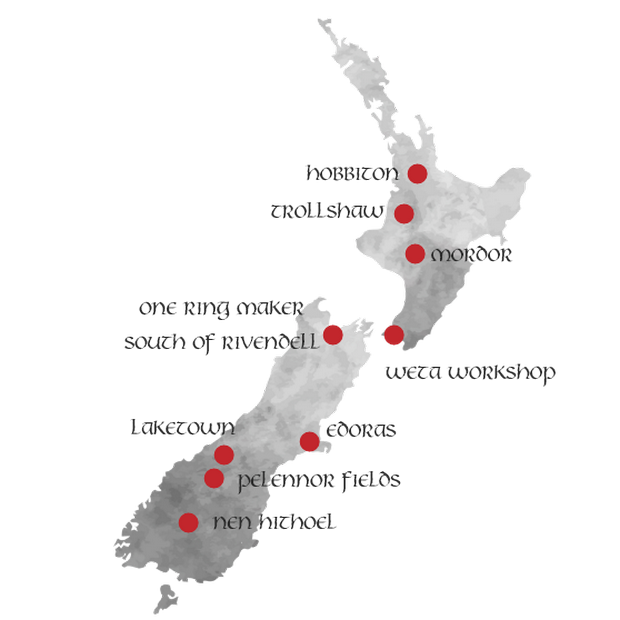 hobbiton
trollshaw
mordor
one ring maker
south of rivendell
weta workshop
laketown
edoras
pelennor fields
nen hithoel